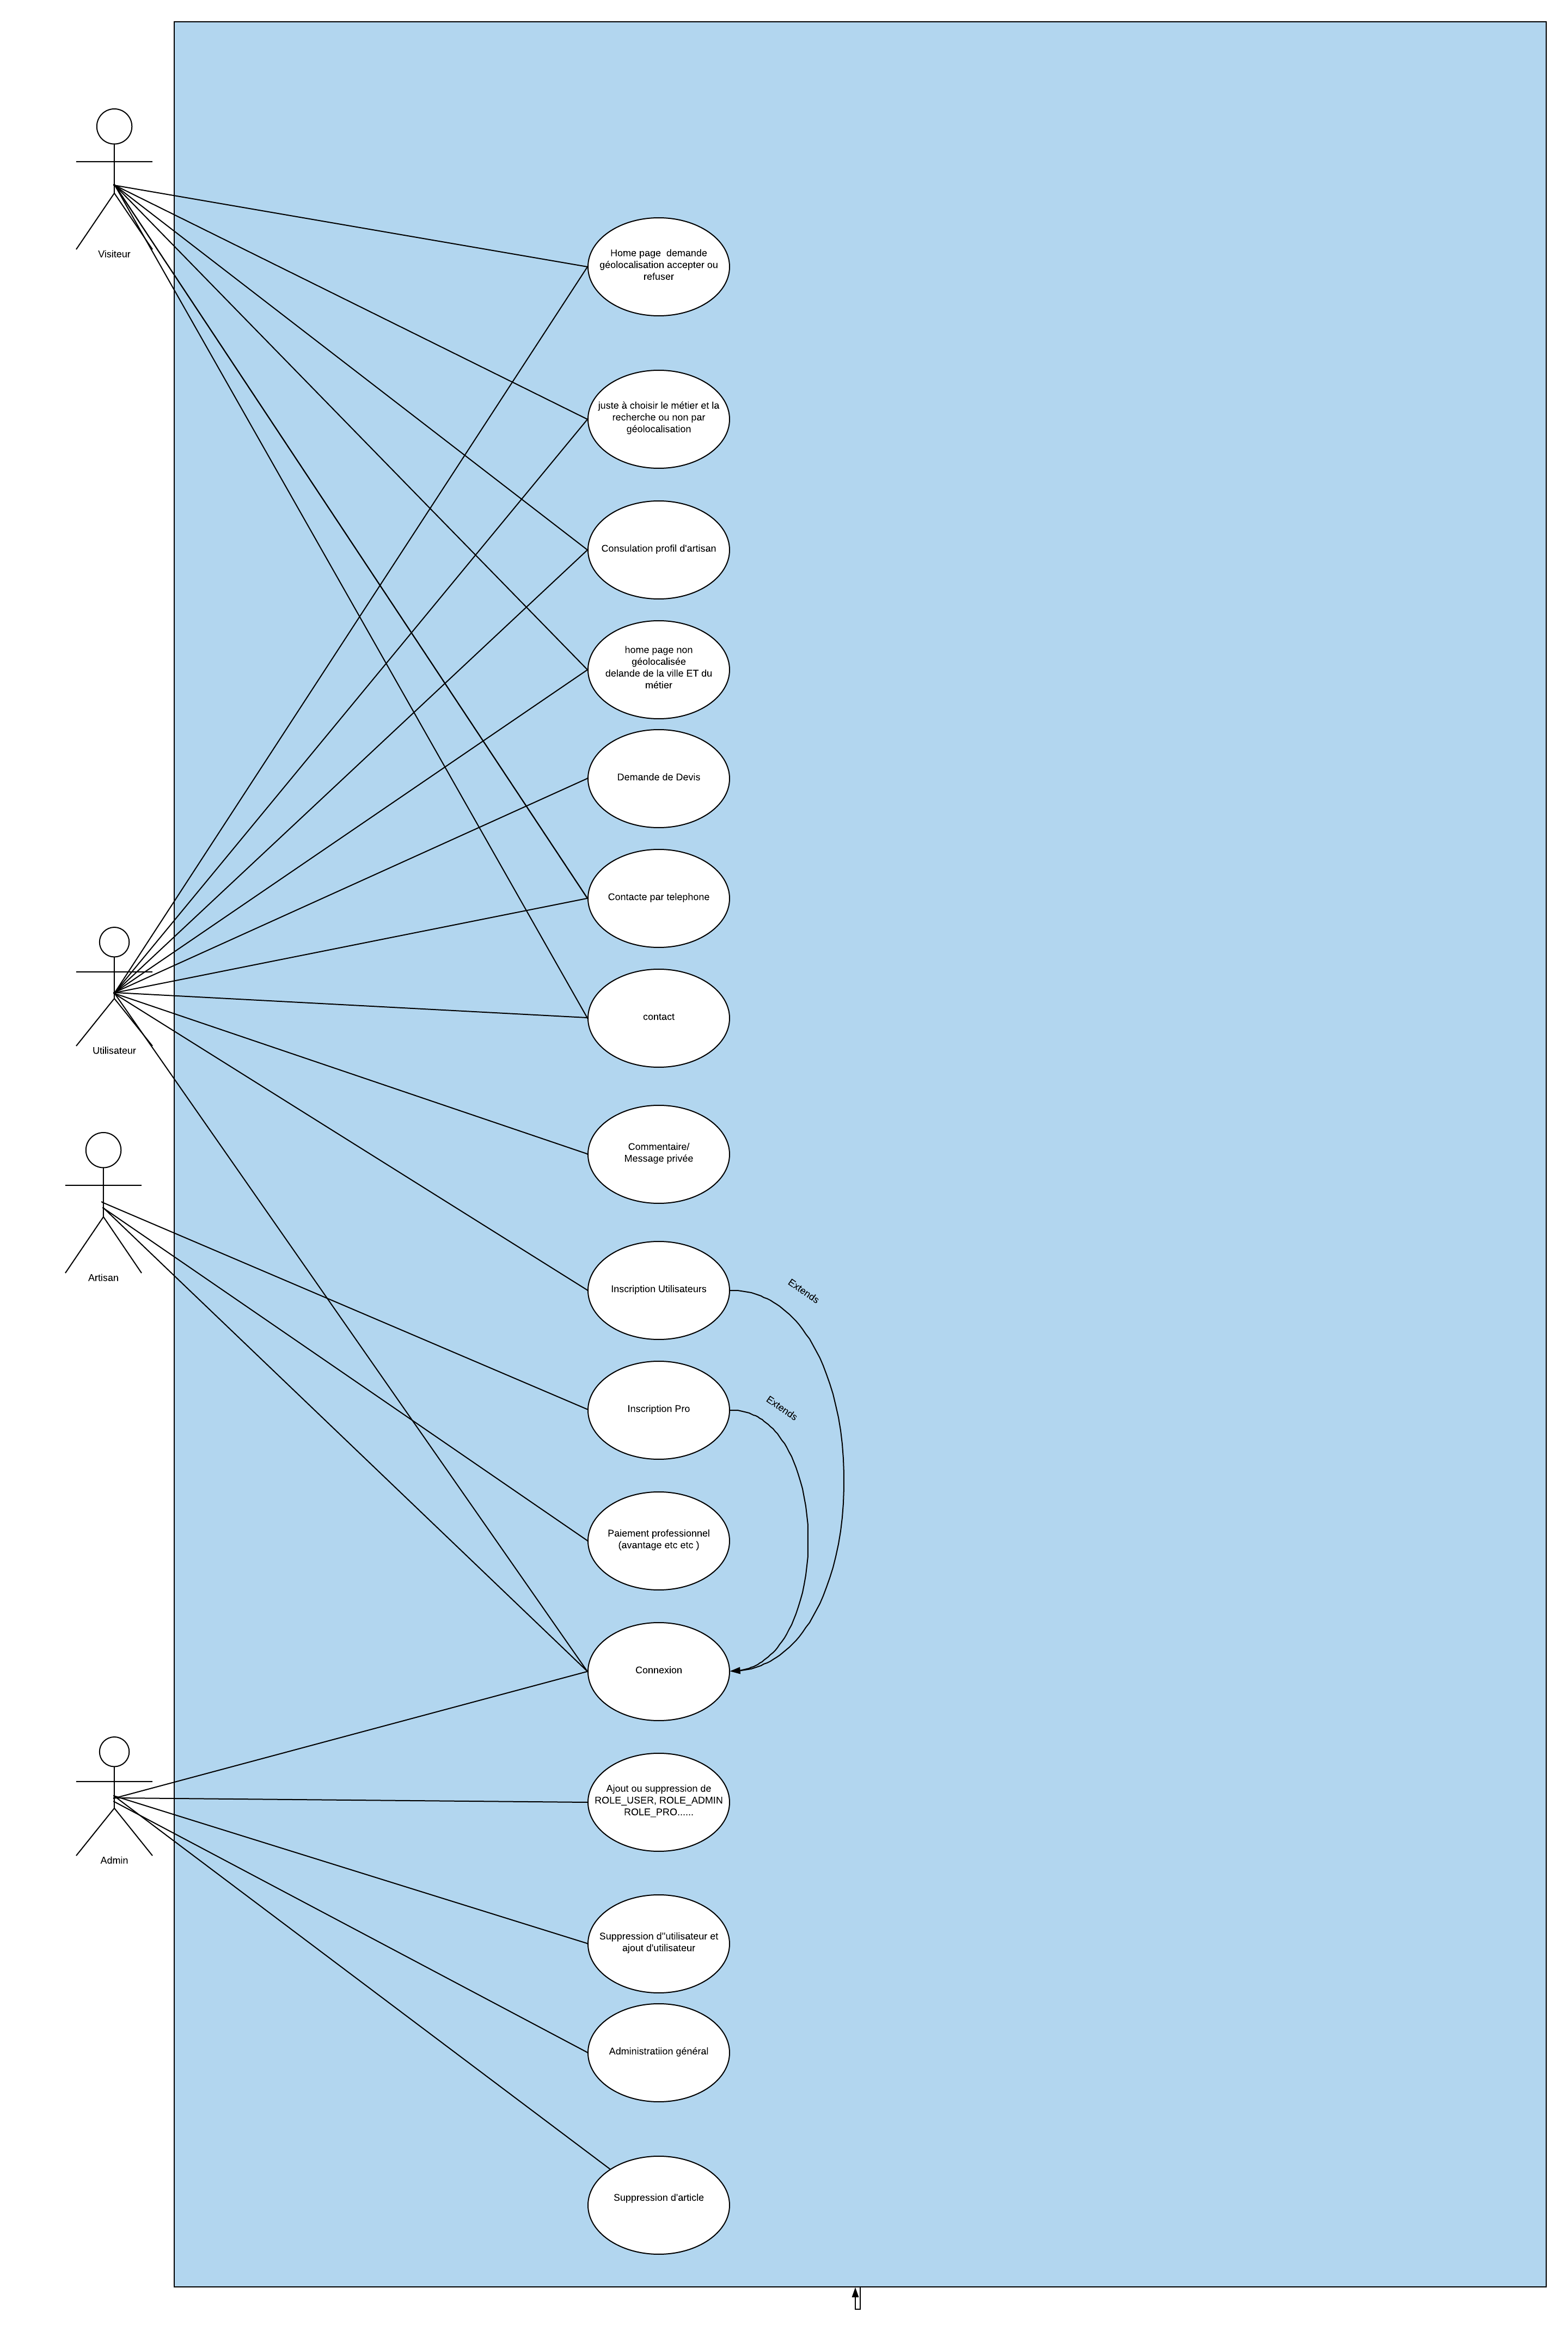 Visiteur
Home page  demande
géolocalisation accepter ou
refuser
juste à choisir le métier et la
recherche ou non par
géolocalisation
Consulation profil d'artisan
home page non
géolocalisée
delande de la ville ET du
métier
Demande de Devis
Contacte par telephone
contact
Utilisateur
Commentaire/
Message privée
Artisan
Inscription Utilisateurs
Extends
Inscription Pro
Extends
Paiement professionnel
(avantage etc etc )
Connexion
Admin
Ajout ou suppression de
ROLE_USER, ROLE_ADMIN
ROLE_PRO......
Suppression d''utilisateur et
ajout d'utilisateur
Administratiion général
Suppression d'article